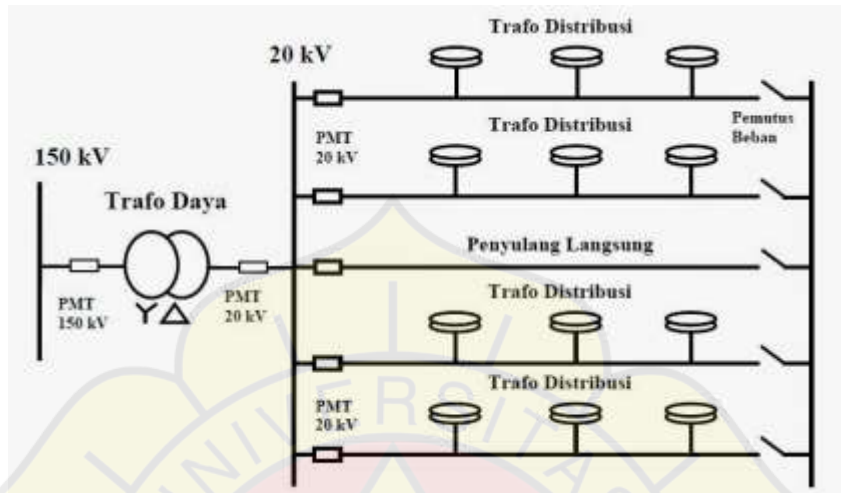 Trafo Distribusi
20 kV
PMT
20 kV
Trafo Distribusi
Pemutus
Beban
150 kV
Trafo Daya
Penyulang Langsung
PMT
150 kV
PMT
20 kV
Trafo Distribusi
Trafo Distribusi
PMT
20 kV
UNIVERSITAS